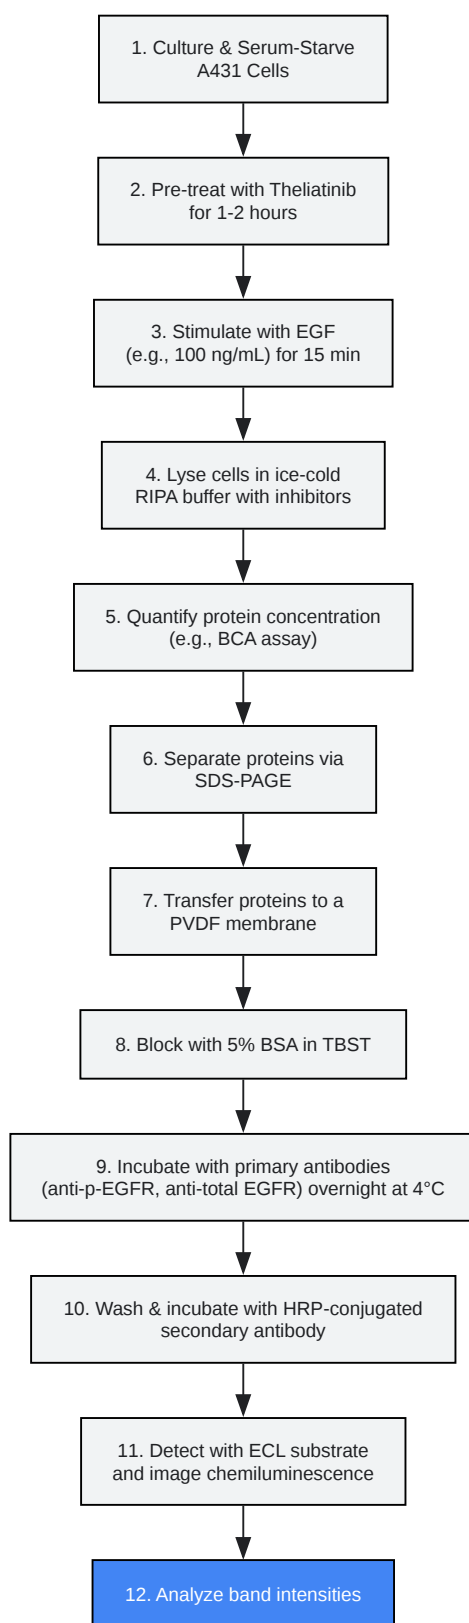 1. Culture & Serum-Starve
A431 Cells
2. Pre-treat with Theliatinib
for 1-2 hours
3. Stimulate with EGF
(e.g., 100 ng/mL) for 15 min
4. Lyse cells in ice-cold
RIPA buffer with inhibitors
5. Quantify protein concentration
(e.g., BCA assay)
6. Separate proteins via
SDS-PAGE
7. Transfer proteins to a
PVDF membrane
8. Block with 5% BSA in TBST
9. Incubate with primary antibodies
(anti-p-EGFR, anti-total EGFR) overnight at 4°C
10. Wash & incubate with HRP-conjugated
secondary antibody
11. Detect with ECL substrate
and image chemiluminescence
12. Analyze band intensities